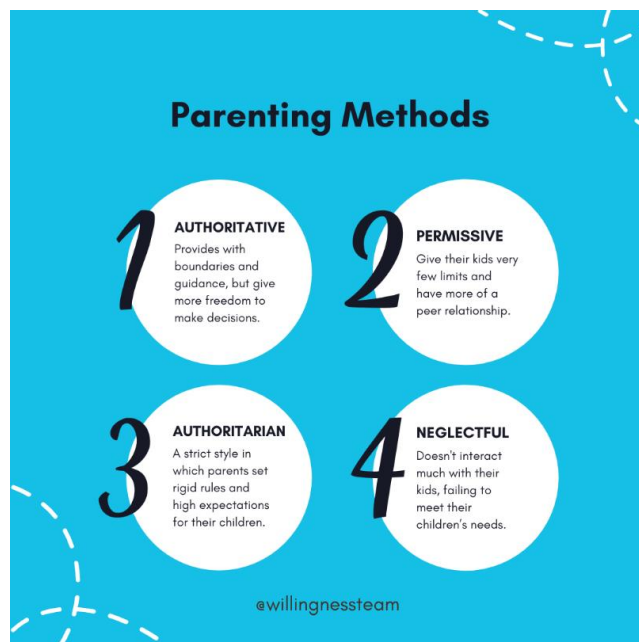 Parenting Methods
1
AUTHORITATIVE
Provides with
boundaries and
guidance, but give
more freedom to
make decisions.
2
PERMISSIVE
Give their kids very
few limits and
have more of a
peer relationship.
3
AUTHORITARIAN
A strict style in
which parents set
rigid rules and
high expectations
for their children.
4
NEGLECTFUL
Doesn't interact
much with their
kids, failing to
meet their
children's needs.
@willingnessteam